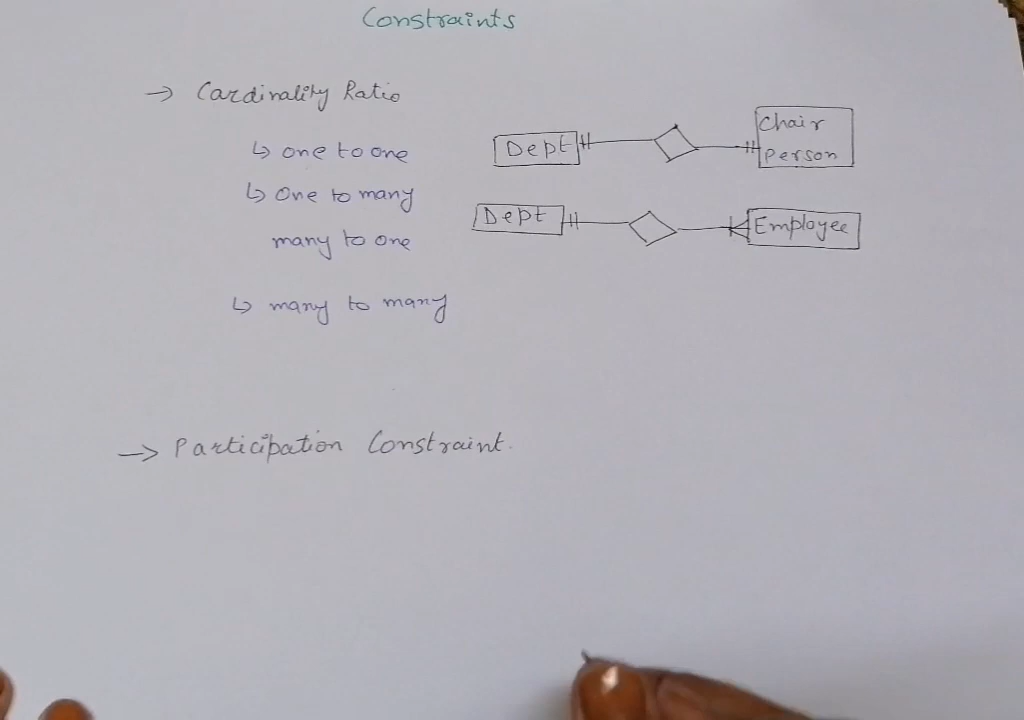 Constraints
→ Cardinality Ratio
↳ one to one
Dept
Chair
Person
↳ One to many
Dept
Employee
many to one
↳ many to many
→ Participation Constraint.